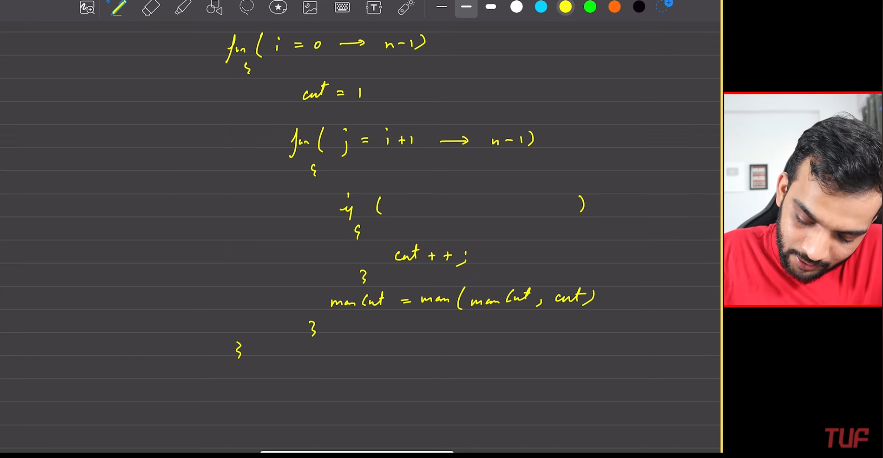 for( i = 0 → n-1)
{
cnt = 1
for( j = i+1 → n-1)
{
if ( )
{
cnt++;
}
maxCnt = max(maxCnt, cnt)
}
}
TUF